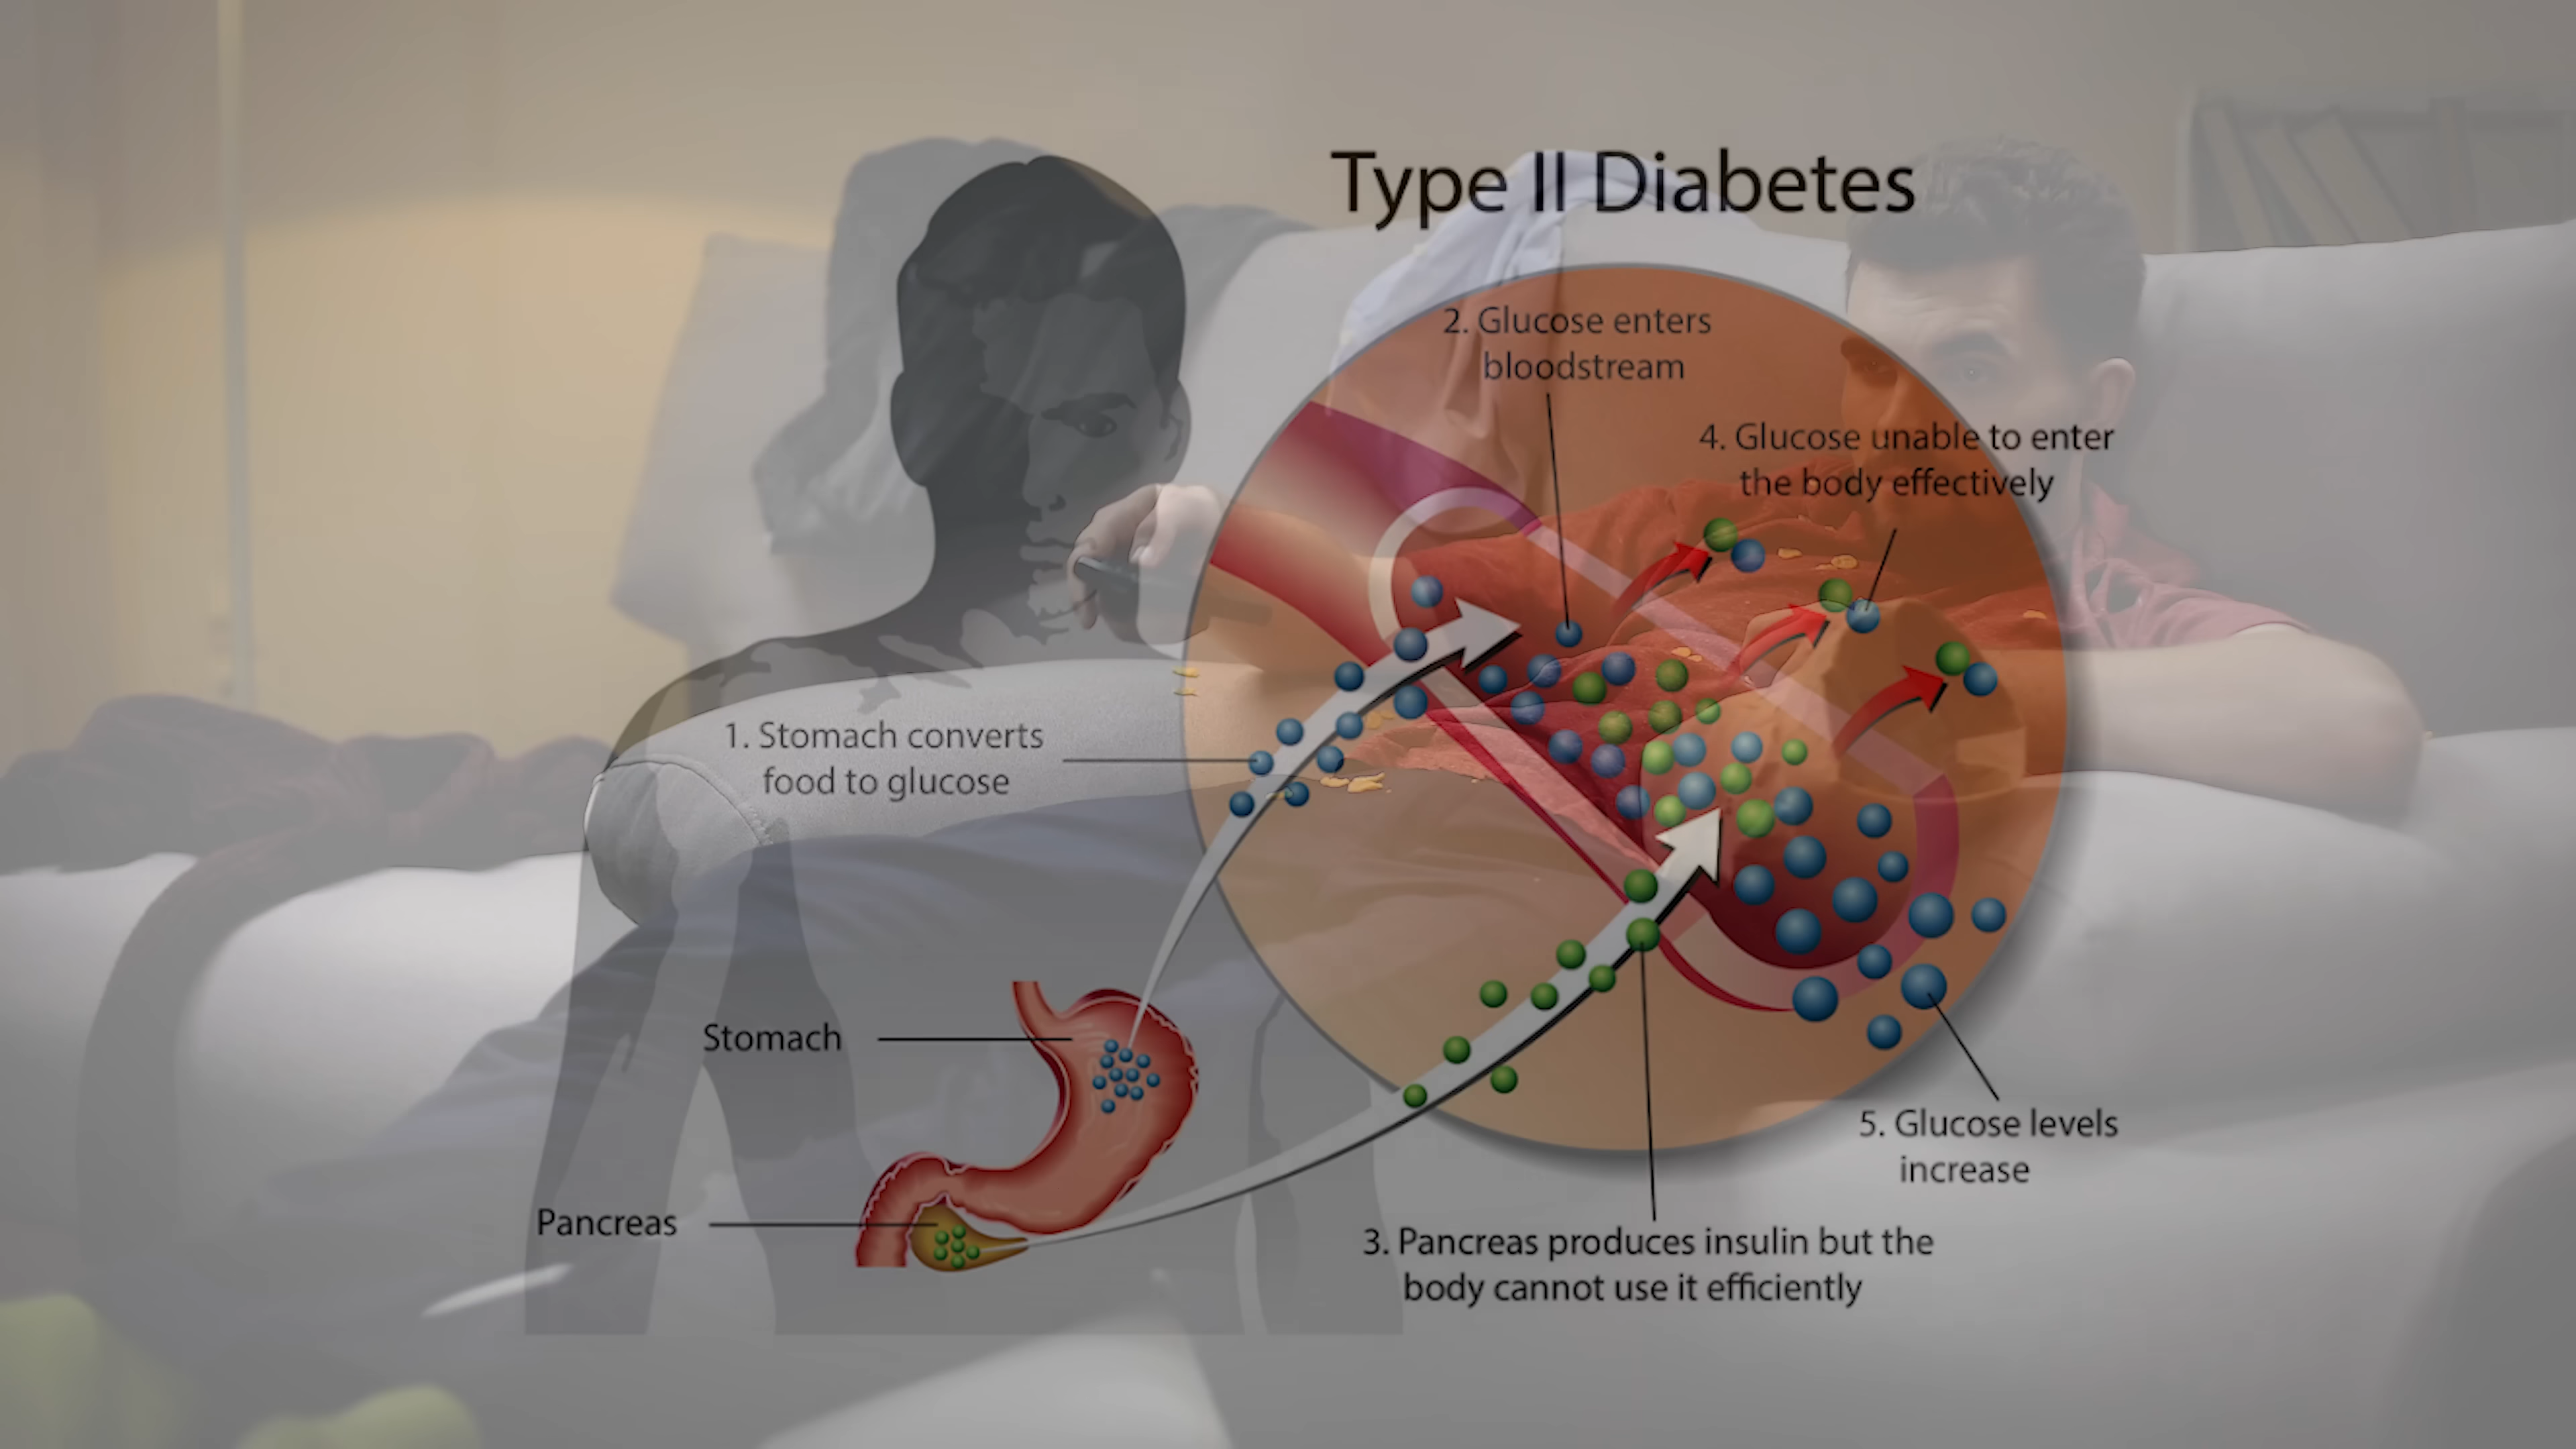 Type II Diabetes
2. Glucose enters
bloodstream
4. Glucose unable to enter
the body effectively
1. Stomach converts
food to glucose
Stomach
Pancreas
5. Glucose levels
increase
3. Pancreas produces insulin but the
body cannot use it efficiently